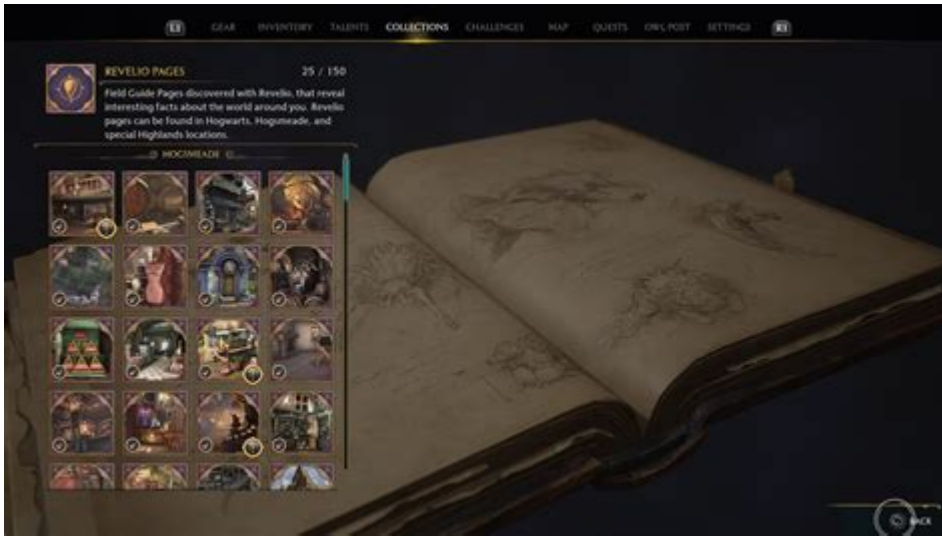 L1 GEAR INVENTORY TALENTS COLLECTIONS CHALLENGES MAP QUESTS OWL POST SETTINGS R1
REVELIO PAGES 25 / 150
Field Guide Pages discovered with Revelio, that reveal
interesting facts about the world around you. Revelio
pages can be found in Hogwarts, Hogsmeade, and
special Highlands locations.
HOGSMEADE
BACK